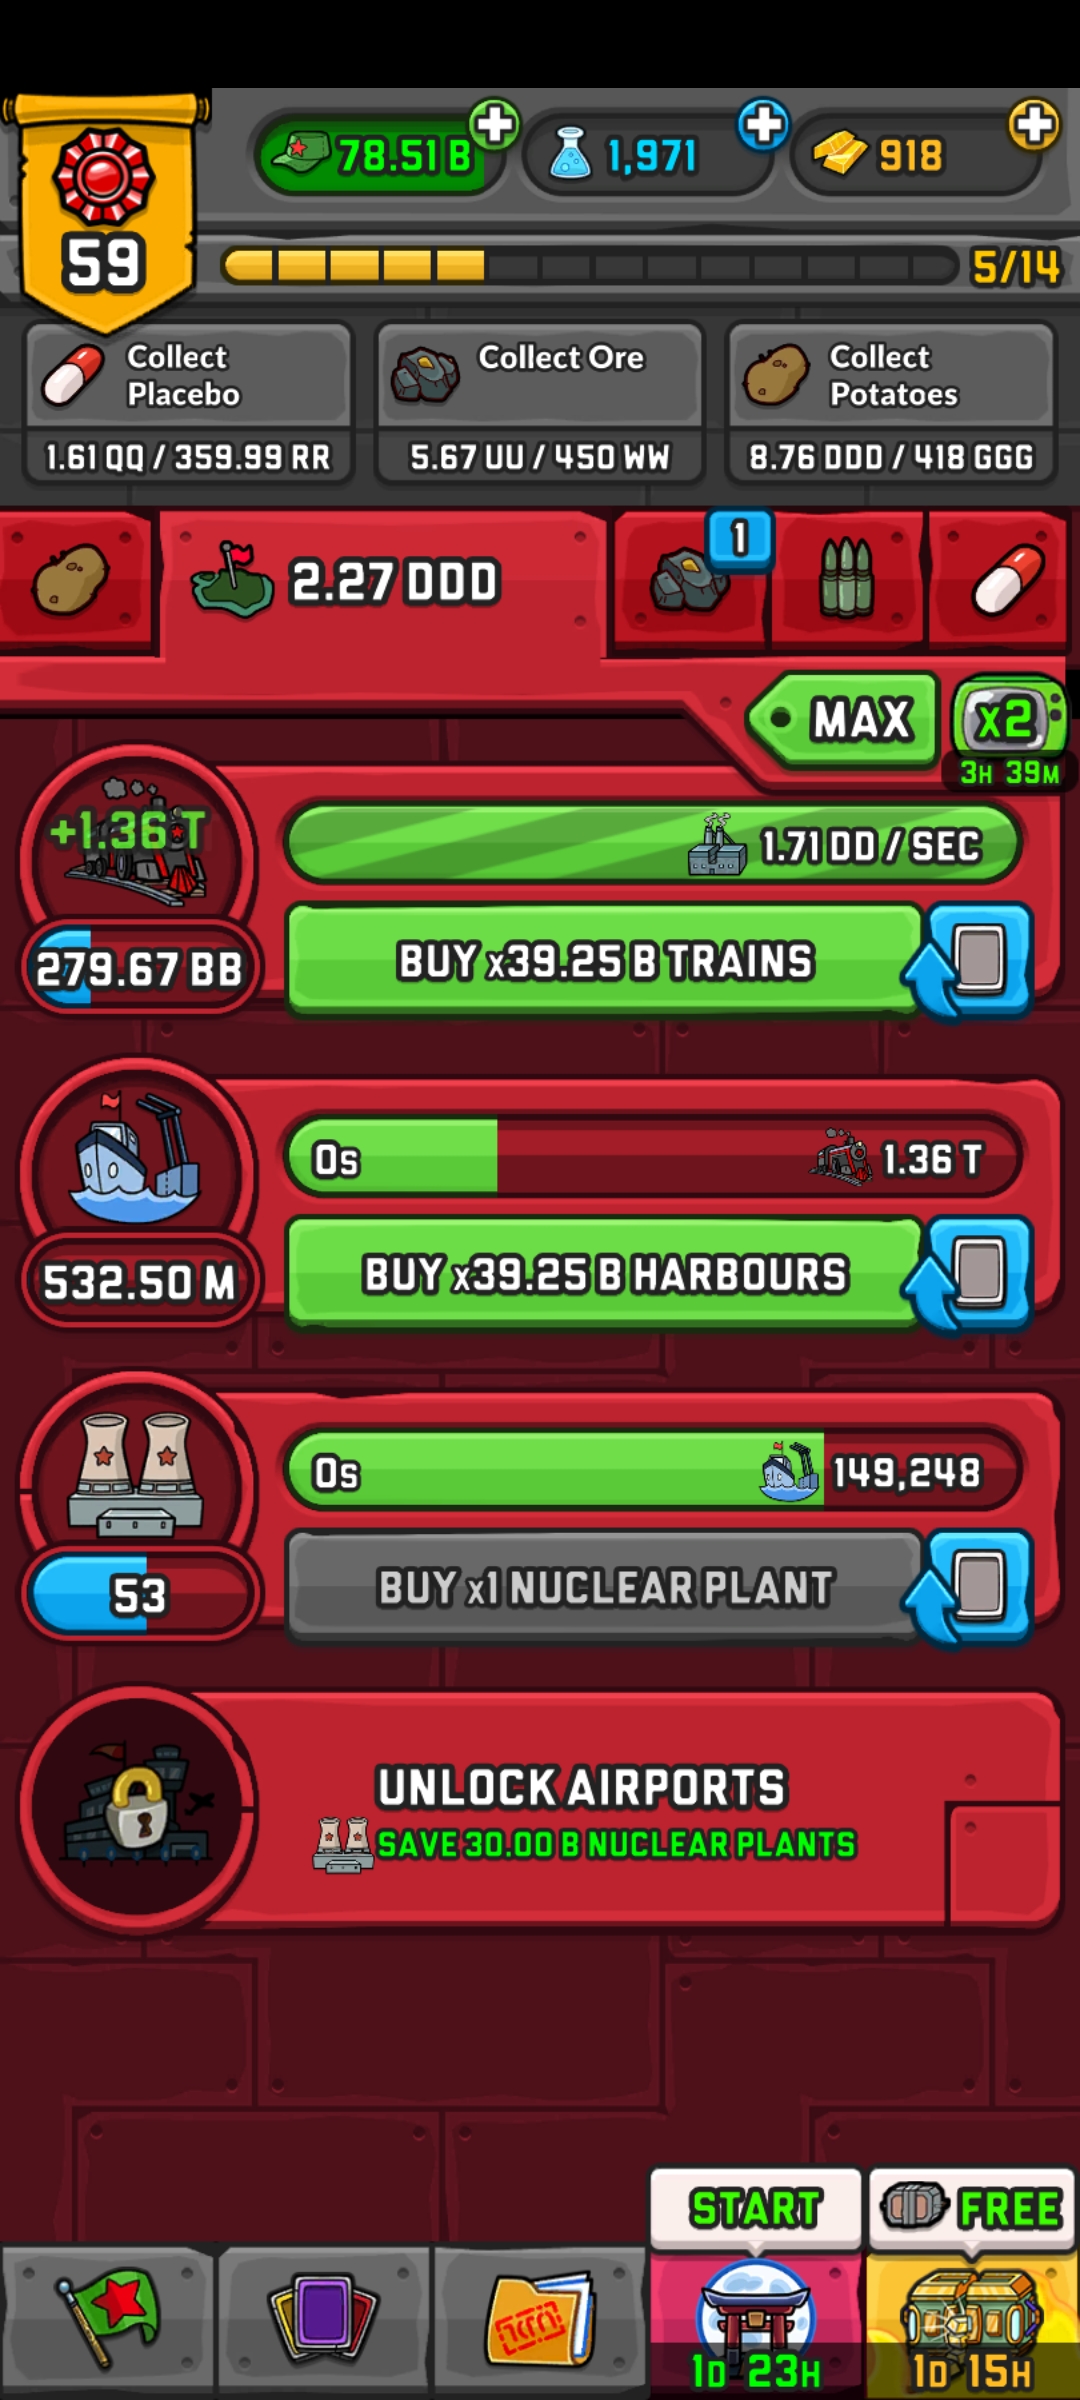 59
78.51 B
1,971
918
5/14
Collect
Placebo
1.61 QQ / 359.99 RR
Collect Ore
5.67 UU / 450 WW
Collect
Potatoes
8.76 DDD / 418 GGG
2.27 DDD
1
MAX
x2
3H 39M
+1.36 T
1.71 DD / SEC
279.67 BB
BUY x39.25 B TRAINS
0s
1.36 T
532.50 M
BUY x39.25 B HARBOURS
0s
149,248
53
BUY x1 NUCLEAR PLANT
UNLOCK AIRPORTS
SAVE 30.00 B NUCLEAR PLANTS
START
FREE
1D 23H
1D 15H